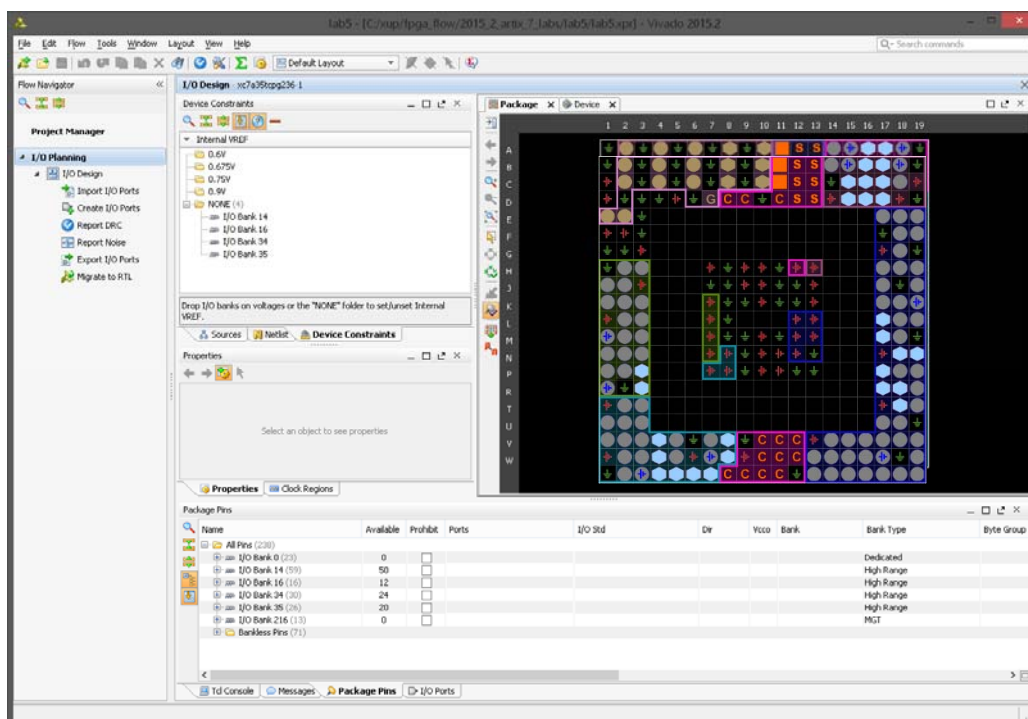 lab5 - [C:/xup/fpga_flow/2015_2_artix_7_labs/lab5/lab5.xpr] - Vivado 2015.2
File Edit Flow Tools Window Layout View Help
Search commands
Default Layout
Flow Navigator
Project Manager
I/O Planning
I/O Design
Import I/O Ports
Create I/O Ports
Report DRC
Report Noise
Export I/O Ports
Migrate to RTL
I/O Design - xc7a35tcpg236-1
Device Constraints
Internal VREF
0.6V
0.675V
0.75V
0.9V
NONE (4)
I/O Bank 14
I/O Bank 16
I/O Bank 34
I/O Bank 35
Drop I/O banks on voltages or the "NONE" folder to set/unset Internal
VREF.
Sources Netlist Device Constraints
Properties
Select an object to see properties
Properties Clock Regions
Package Device
1 2 3 4 5 6 7 8 9 10 11 12 13 14 15 16 17 18 19
A S S
B S S
C S S
D G C C C S S
E
F
G
H
J
K
L
M
N
P
R
T
U
V C C C
W C C C
C C C C
Package Pins
Name Available Prohibit Ports I/O Std Dir Vcco Bank Bank Type Byte Group
All Pins (238)
I/O Bank 0 (23) 0 Dedicated
I/O Bank 14 (59) 50 High Range
I/O Bank 16 (16) 12 High Range
I/O Bank 34 (30) 24 High Range
I/O Bank 35 (26) 20 High Range
I/O Bank 216 (13) 0 MGT
Bankless Pins (71)
Tcl Console Messages Package Pins I/O Ports